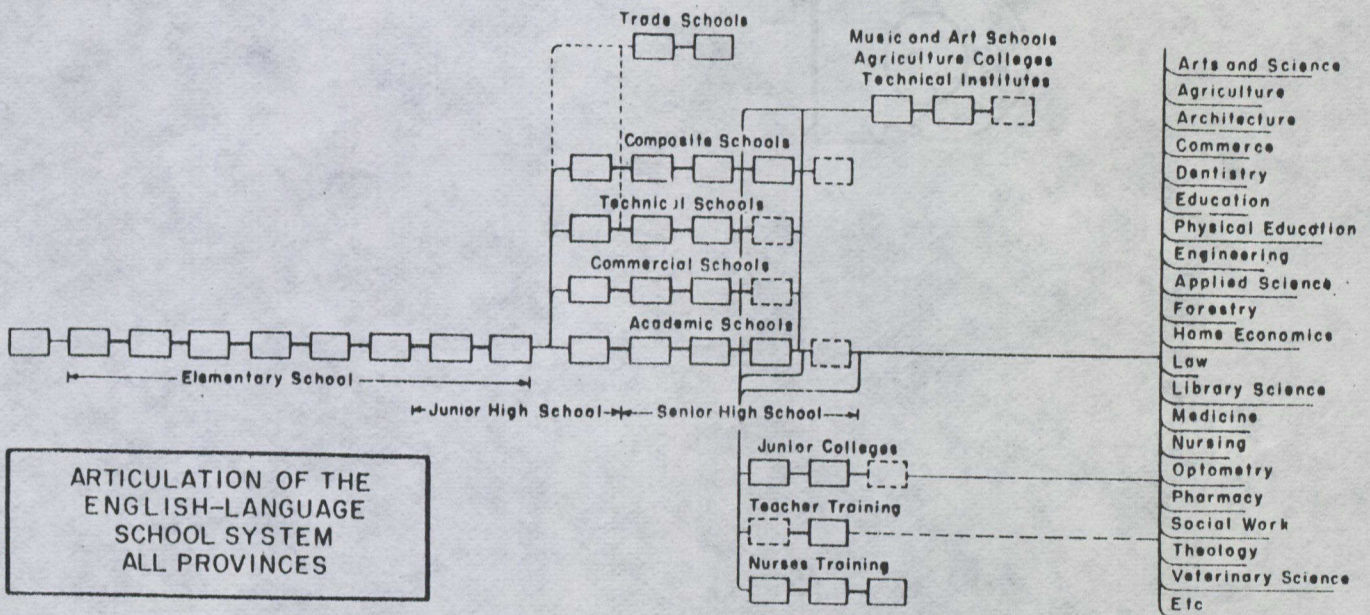 Trade Schools
Music and Art Schools
Agriculture Colleges
Technical Institutes
Composite Schools
Technical Schools
Commercial Schools
Academic Schools
Elementary School
Junior High School
Senior High School
Junior Colleges
Teacher Training
Nurses Training
Arts and Science
Agriculture
Architecture
Commerce
Dentistry
Education
Physical Education
Engineering
Applied Science
Forestry
Home Economics
Law
Library Science
Medicine
Nursing
Optometry
Pharmacy
Social Work
Theology
Veterinary Science
Etc
ARTICULATION OF THE
ENGLISH-LANGUAGE
SCHOOL SYSTEM
ALL PROVINCES